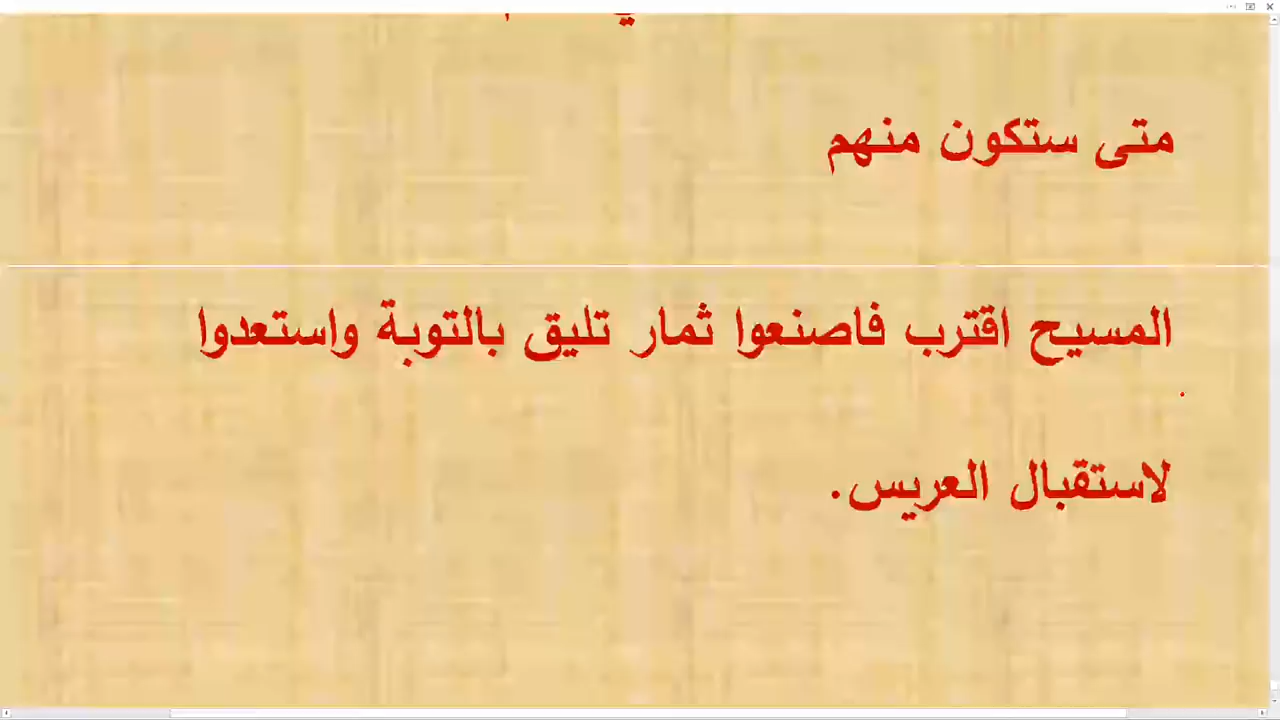 متى ستكون منهم
المسيح اقترب فاصنعوا ثمار تليق بالتوبة واستعدوا
لاستقبال العريس.